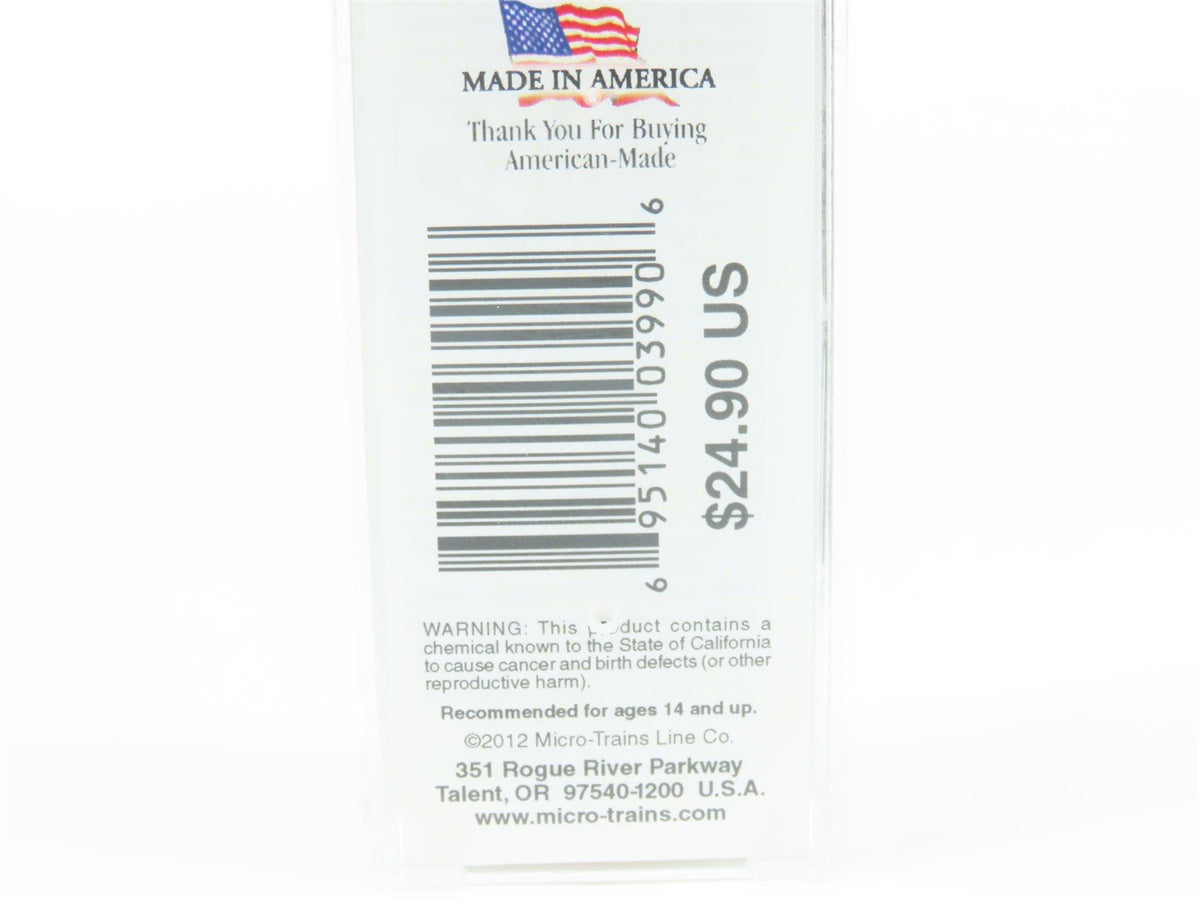 MADE IN AMERICA
Thank You For Buying
American-Made
6 95140 03990 6
$24.90 US
WARNING: This product contains a
chemical known to the State of California
to cause cancer and birth defects (or other
reproductive harm).
Recommended for ages 14 and up.
©2012 Micro-Trains Line Co.
351 Rogue River Parkway
Talent, OR 97540-1200 U.S.A.
www.micro-trains.com